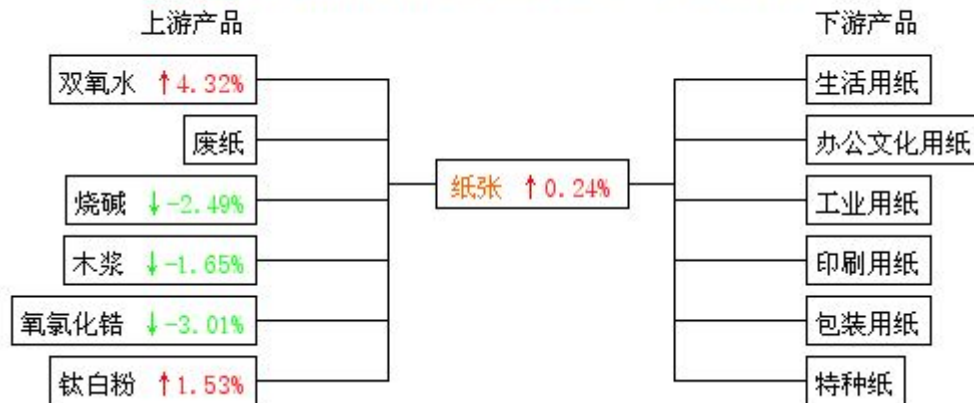 上游产品
下游产品
双氧水 ↑4.32%
废纸
烧碱 ↓-2.49%
木浆 ↓-1.65%
氧氯化锆 ↓-3.01%
钛白粉 ↑1.53%
纸张 ↑0.24%
生活用纸
办公文化用纸
工业用纸
印刷用纸
包装用纸
特种纸